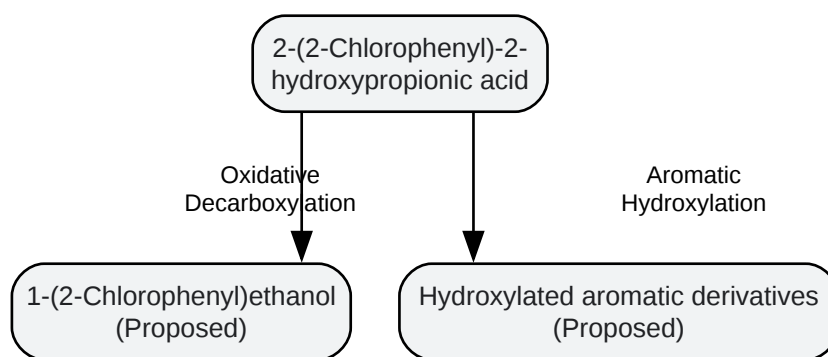 2-(2-Chlorophenyl)-2-
hydroxypropionic acid
Oxidative
Decarboxylation
Aromatic
Hydroxylation
1-(2-Chlorophenyl)ethanol
(Proposed)
Hydroxylated aromatic derivatives
(Proposed)